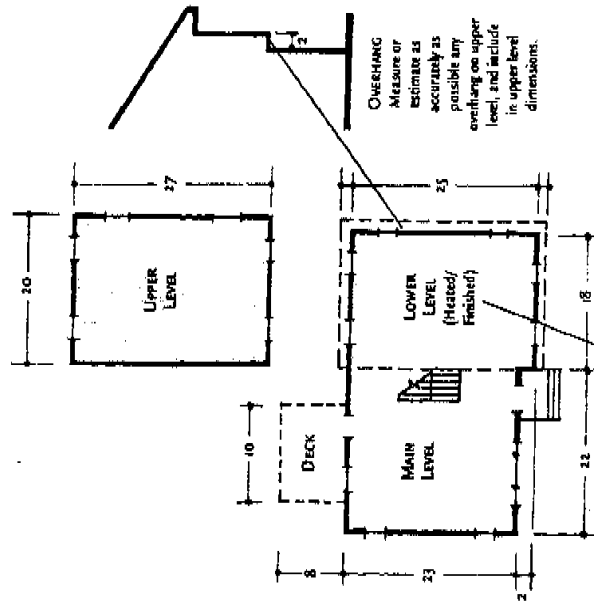 OVERHANG
Measure or
estimate as
accurately as
possible any
overhang on upper
level, and include
in upper level
dimensions.
2
20
27
UPPER
LEVEL
25
LOWER
LEVEL
(Heated/
Finished)
18
10
DECK
8
MAIN
LEVEL
23
22
2